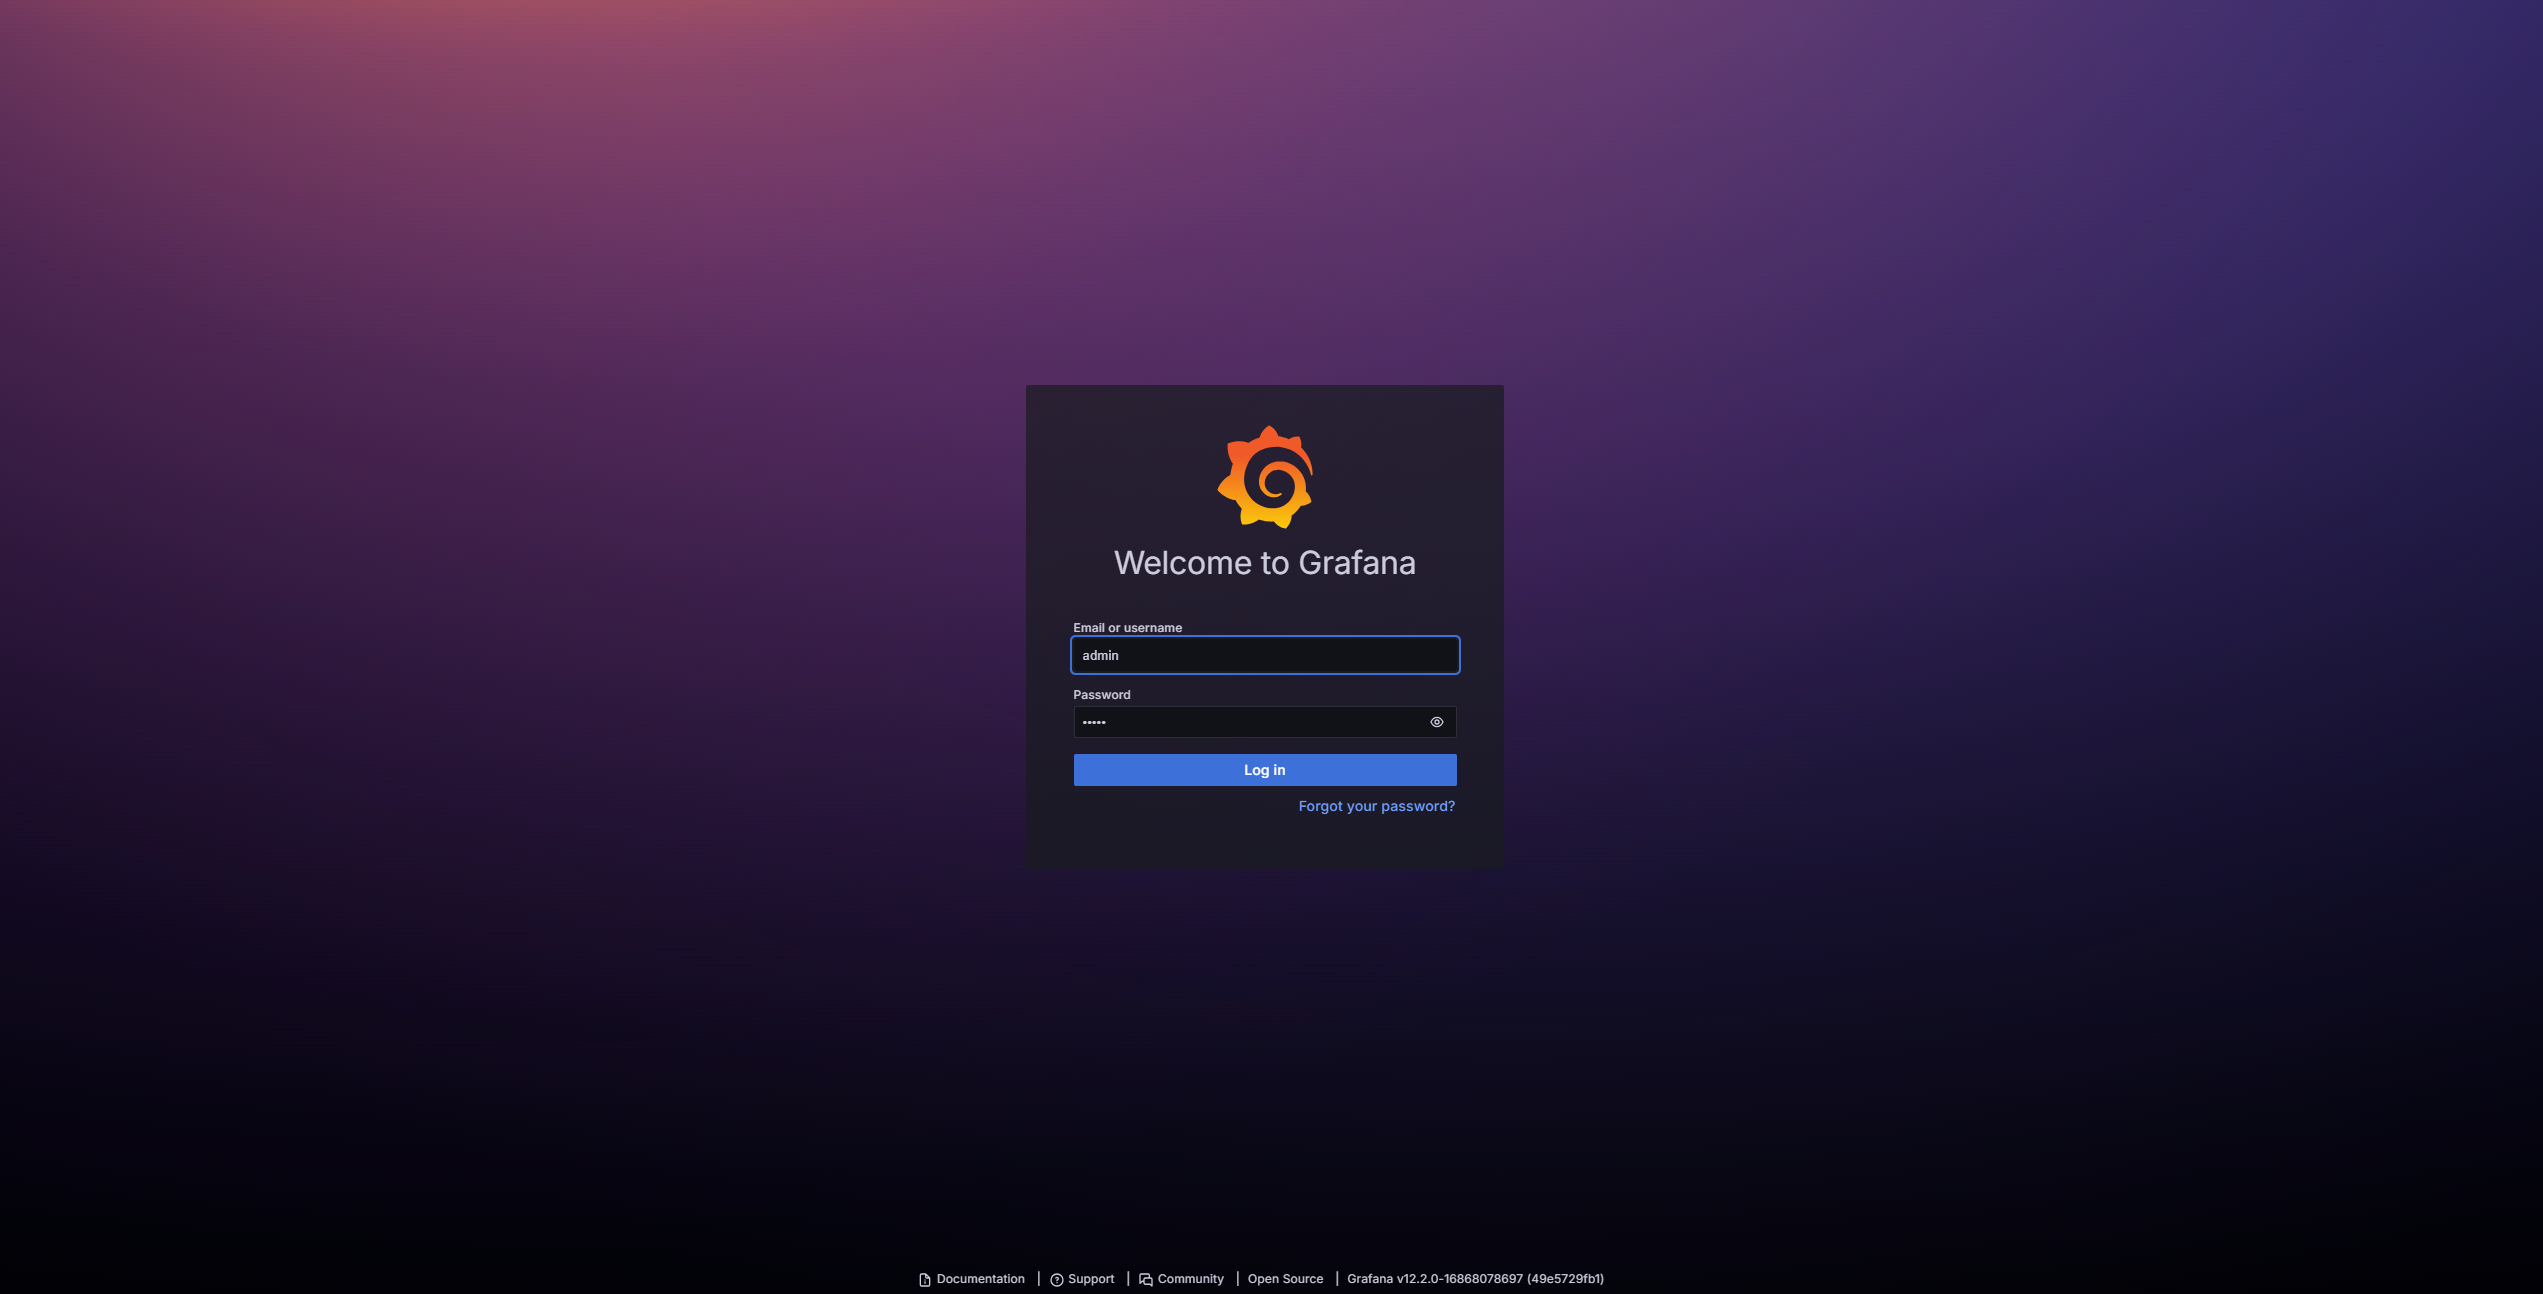 Welcome to Grafana
Email or username
admin
Password
•••••
Log in
Forgot your password?
Documentation | Support | Community | Open Source | Grafana v12.2.0-16868078697 (49e5729fb1)